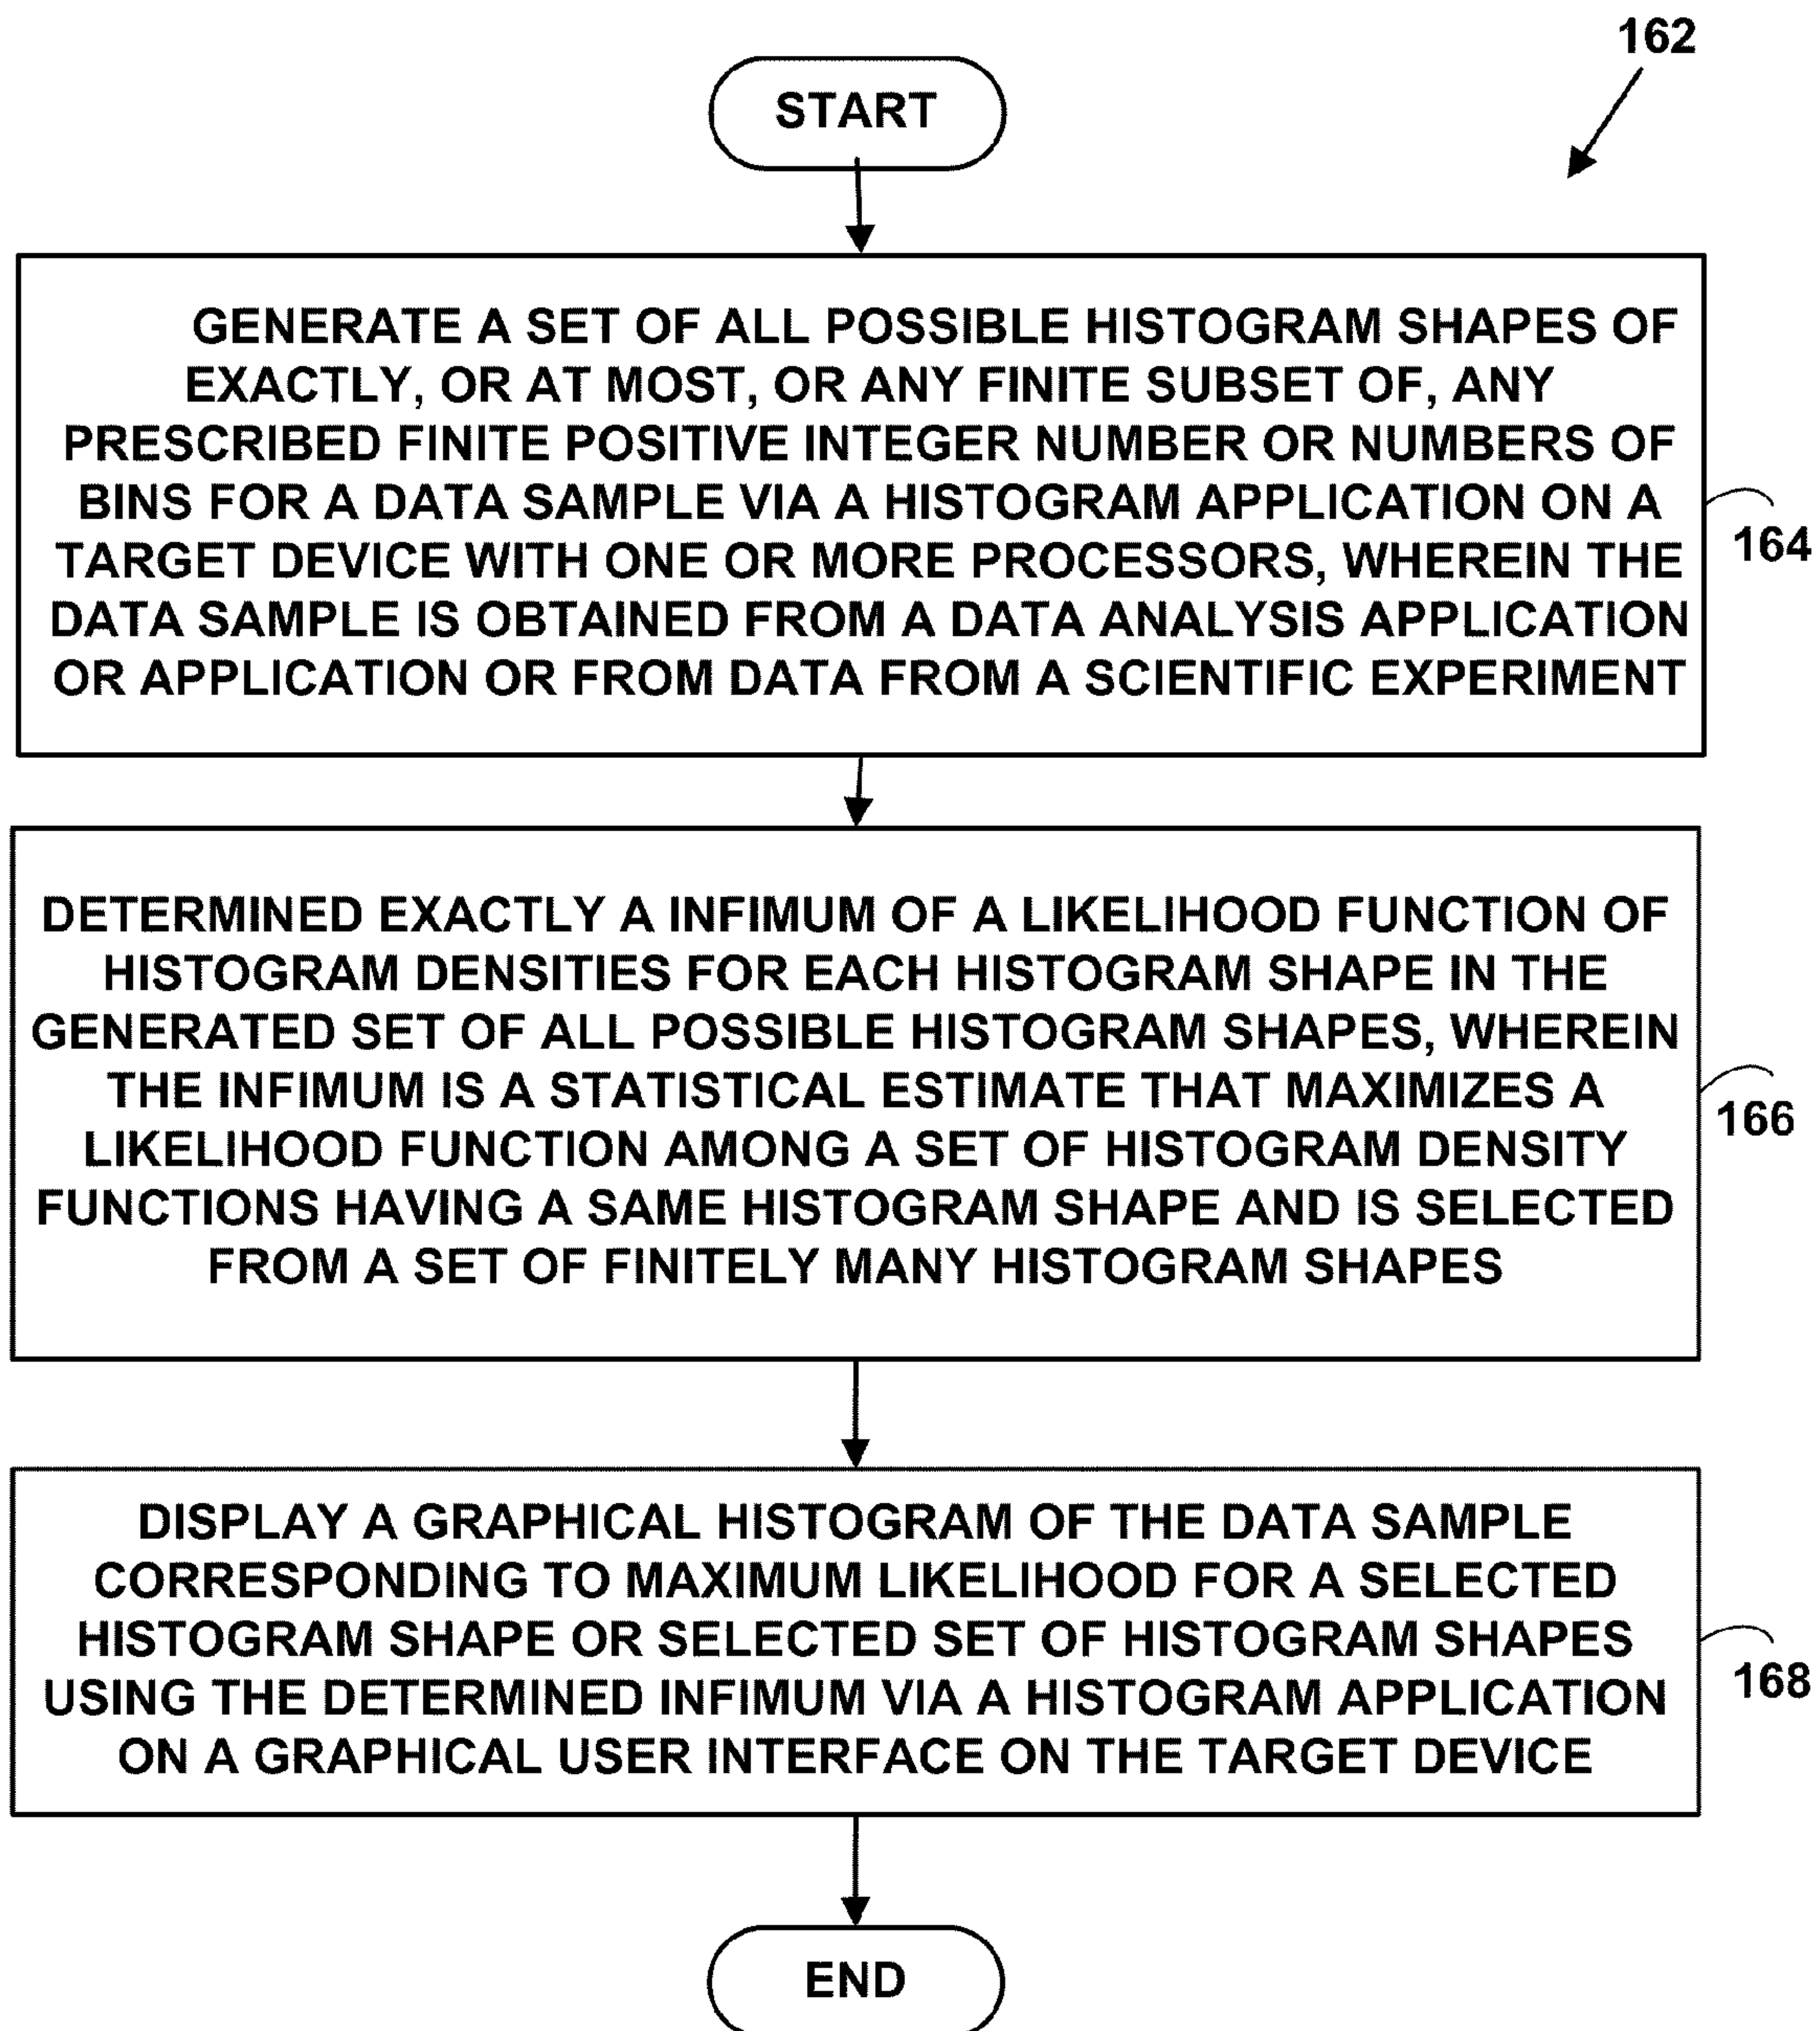 162
START
GENERATE A SET OF ALL POSSIBLE HISTOGRAM SHAPES OF
EXACTLY, OR AT MOST, OR ANY FINITE SUBSET OF, ANY
PRESCRIBED FINITE POSITIVE INTEGER NUMBER OR NUMBERS OF
BINS FOR A DATA SAMPLE VIA A HISTOGRAM APPLICATION ON A
TARGET DEVICE WITH ONE OR MORE PROCESSORS, WHEREIN THE
DATA SAMPLE IS OBTAINED FROM A DATA ANALYSIS APPLICATION
OR APPLICATION OR FROM DATA FROM A SCIENTIFIC EXPERIMENT
164
DETERMINED EXACTLY A INFIMUM OF A LIKELIHOOD FUNCTION OF
HISTOGRAM DENSITIES FOR EACH HISTOGRAM SHAPE IN THE
GENERATED SET OF ALL POSSIBLE HISTOGRAM SHAPES, WHEREIN
THE INFIMUM IS A STATISTICAL ESTIMATE THAT MAXIMIZES A
LIKELIHOOD FUNCTION AMONG A SET OF HISTOGRAM DENSITY
FUNCTIONS HAVING A SAME HISTOGRAM SHAPE AND IS SELECTED
FROM A SET OF FINITELY MANY HISTOGRAM SHAPES
166
DISPLAY A GRAPHICAL HISTOGRAM OF THE DATA SAMPLE
CORRESPONDING TO MAXIMUM LIKELIHOOD FOR A SELECTED
HISTOGRAM SHAPE OR SELECTED SET OF HISTOGRAM SHAPES
USING THE DETERMINED INFIMUM VIA A HISTOGRAM APPLICATION
ON A GRAPHICAL USER INTERFACE ON THE TARGET DEVICE
168
END